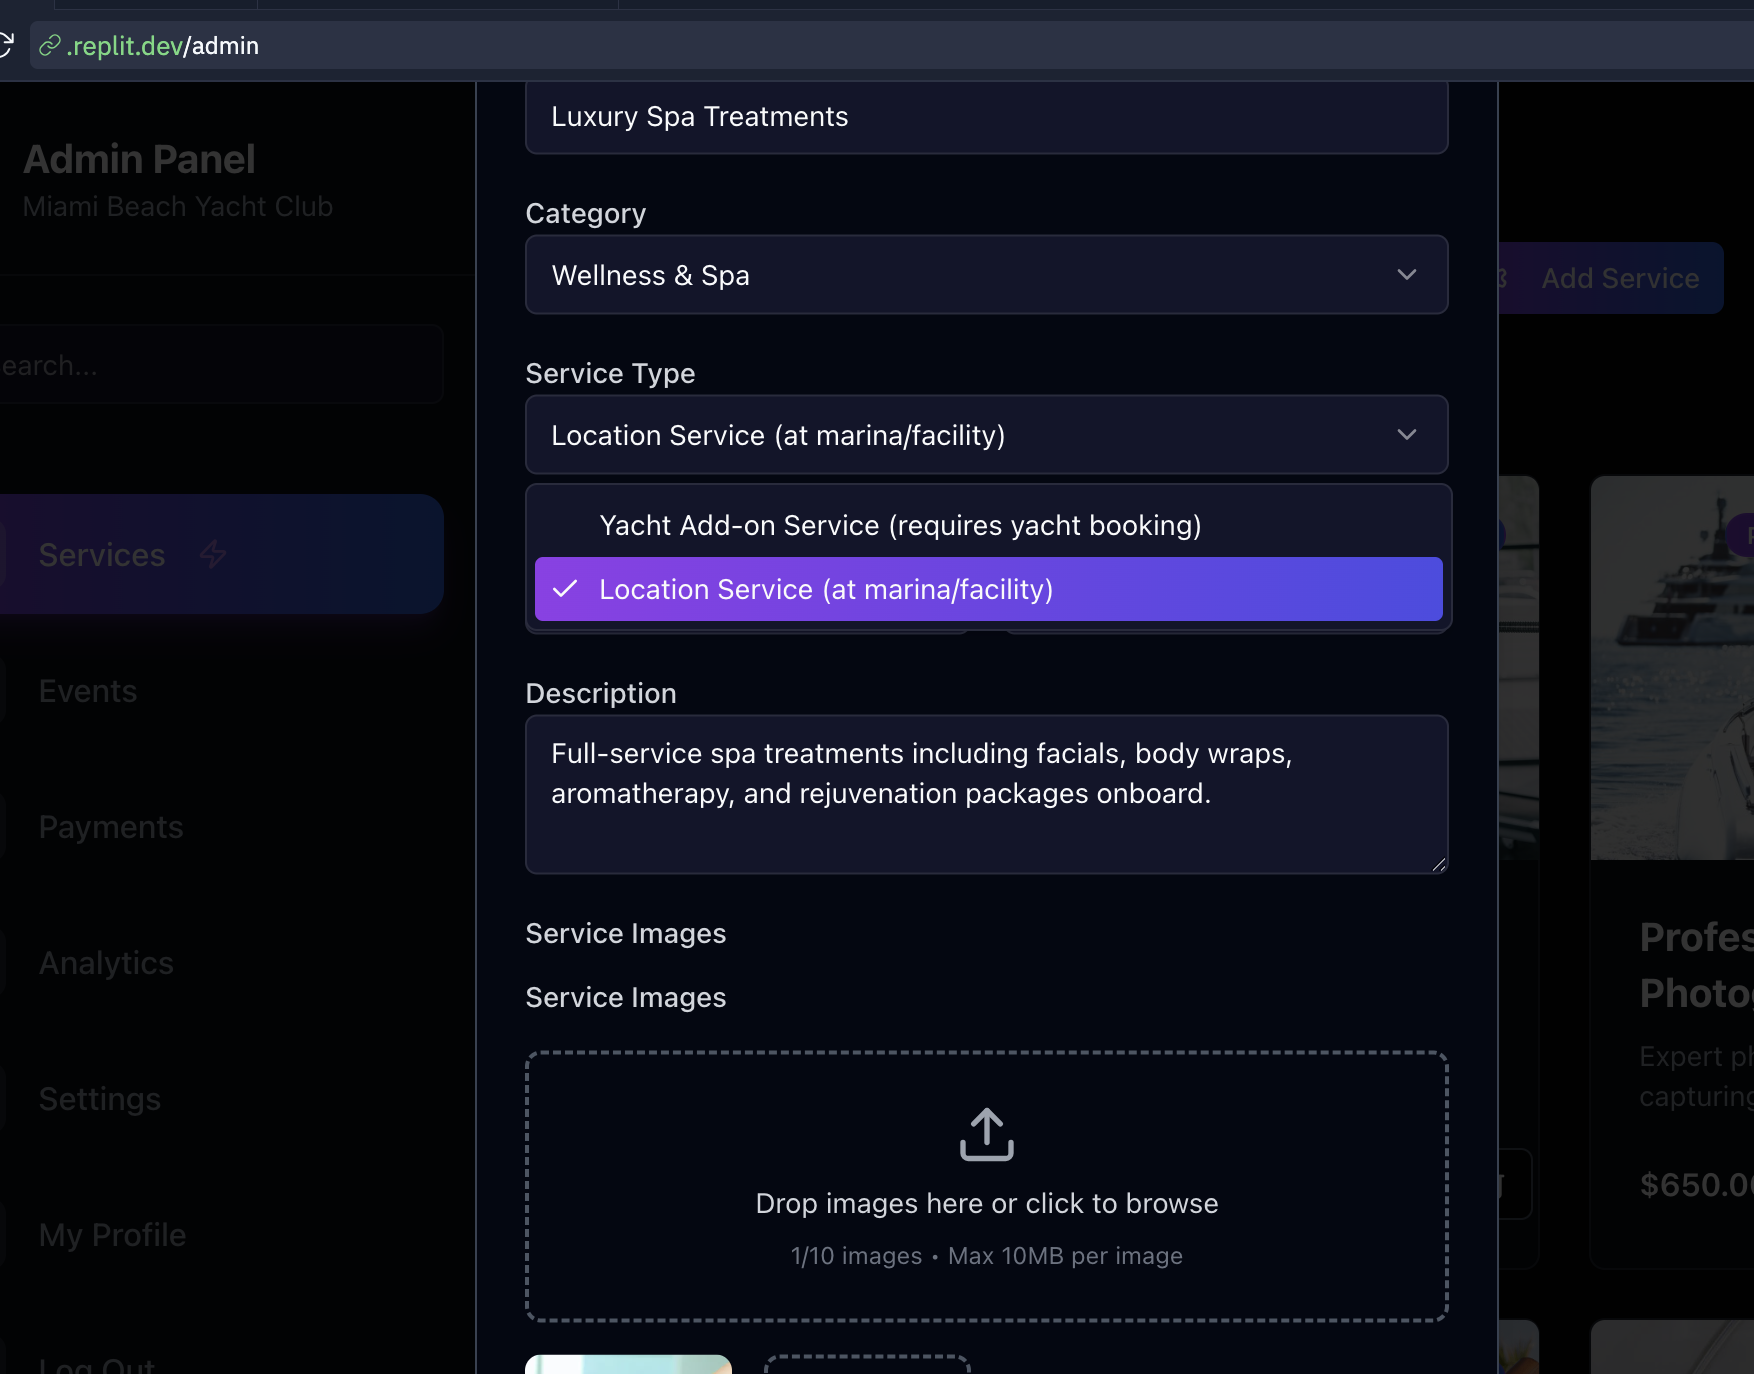 .replit.dev/admin
Admin Panel
Miami Beach Yacht Club
earch...
Services
Events
Payments
Analytics
Settings
My Profile
Log Out
Luxury Spa Treatments
Category
Wellness & Spa
Service Type
Location Service (at marina/facility)
Yacht Add-on Service (requires yacht booking)
Location Service (at marina/facility)
Description
Full-service spa treatments including facials, body wraps,
aromatherapy, and rejuvenation packages onboard.
Service Images
Service Images
Drop images here or click to browse
1/10 images • Max 10MB per image
Add Service
Profes
Photo
Expert ph
capturing
$650.0